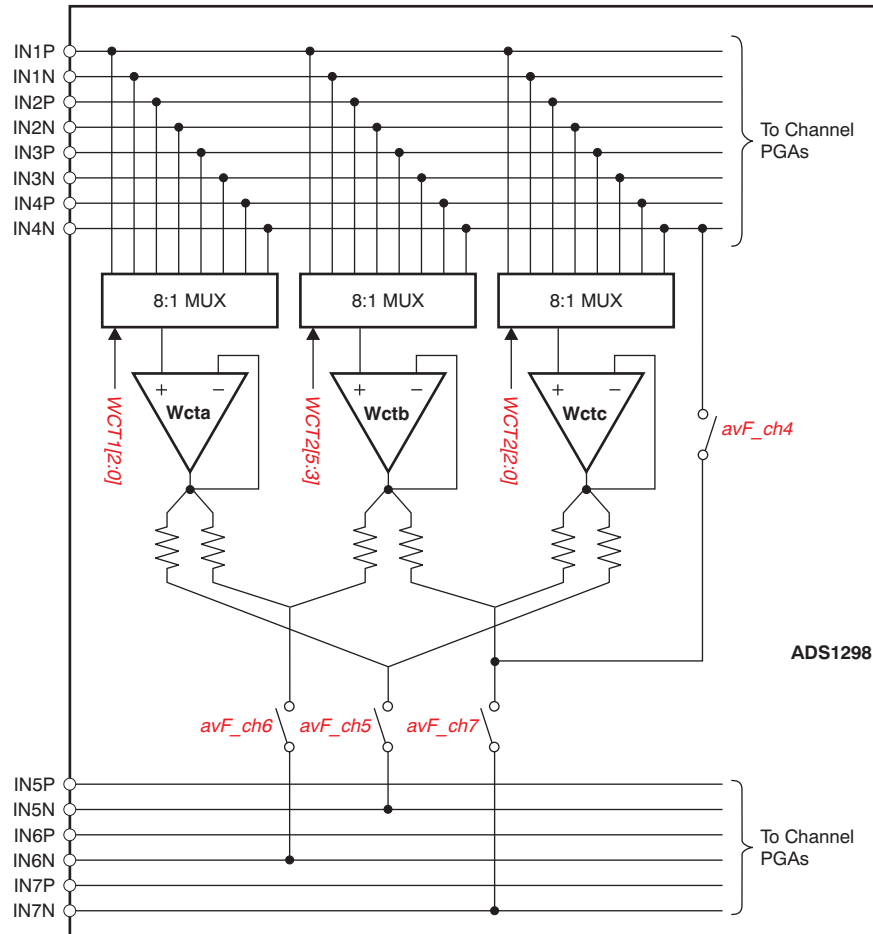 IN1P
IN1N
IN2P
IN2N
IN3P
IN3N
IN4P
IN4N
To Channel
PGAs
8:1 MUX
8:1 MUX
8:1 MUX
+ −
Wcta
+ −
Wctb
+ −
Wctc
WCT1[2:0]
WCT2[5:3]
WCT2[2:0]
avF_ch4
ADS1298
avF_ch6
avF_ch5
avF_ch7
IN5P
IN5N
IN6P
IN6N
IN7P
IN7N
To Channel
PGAs